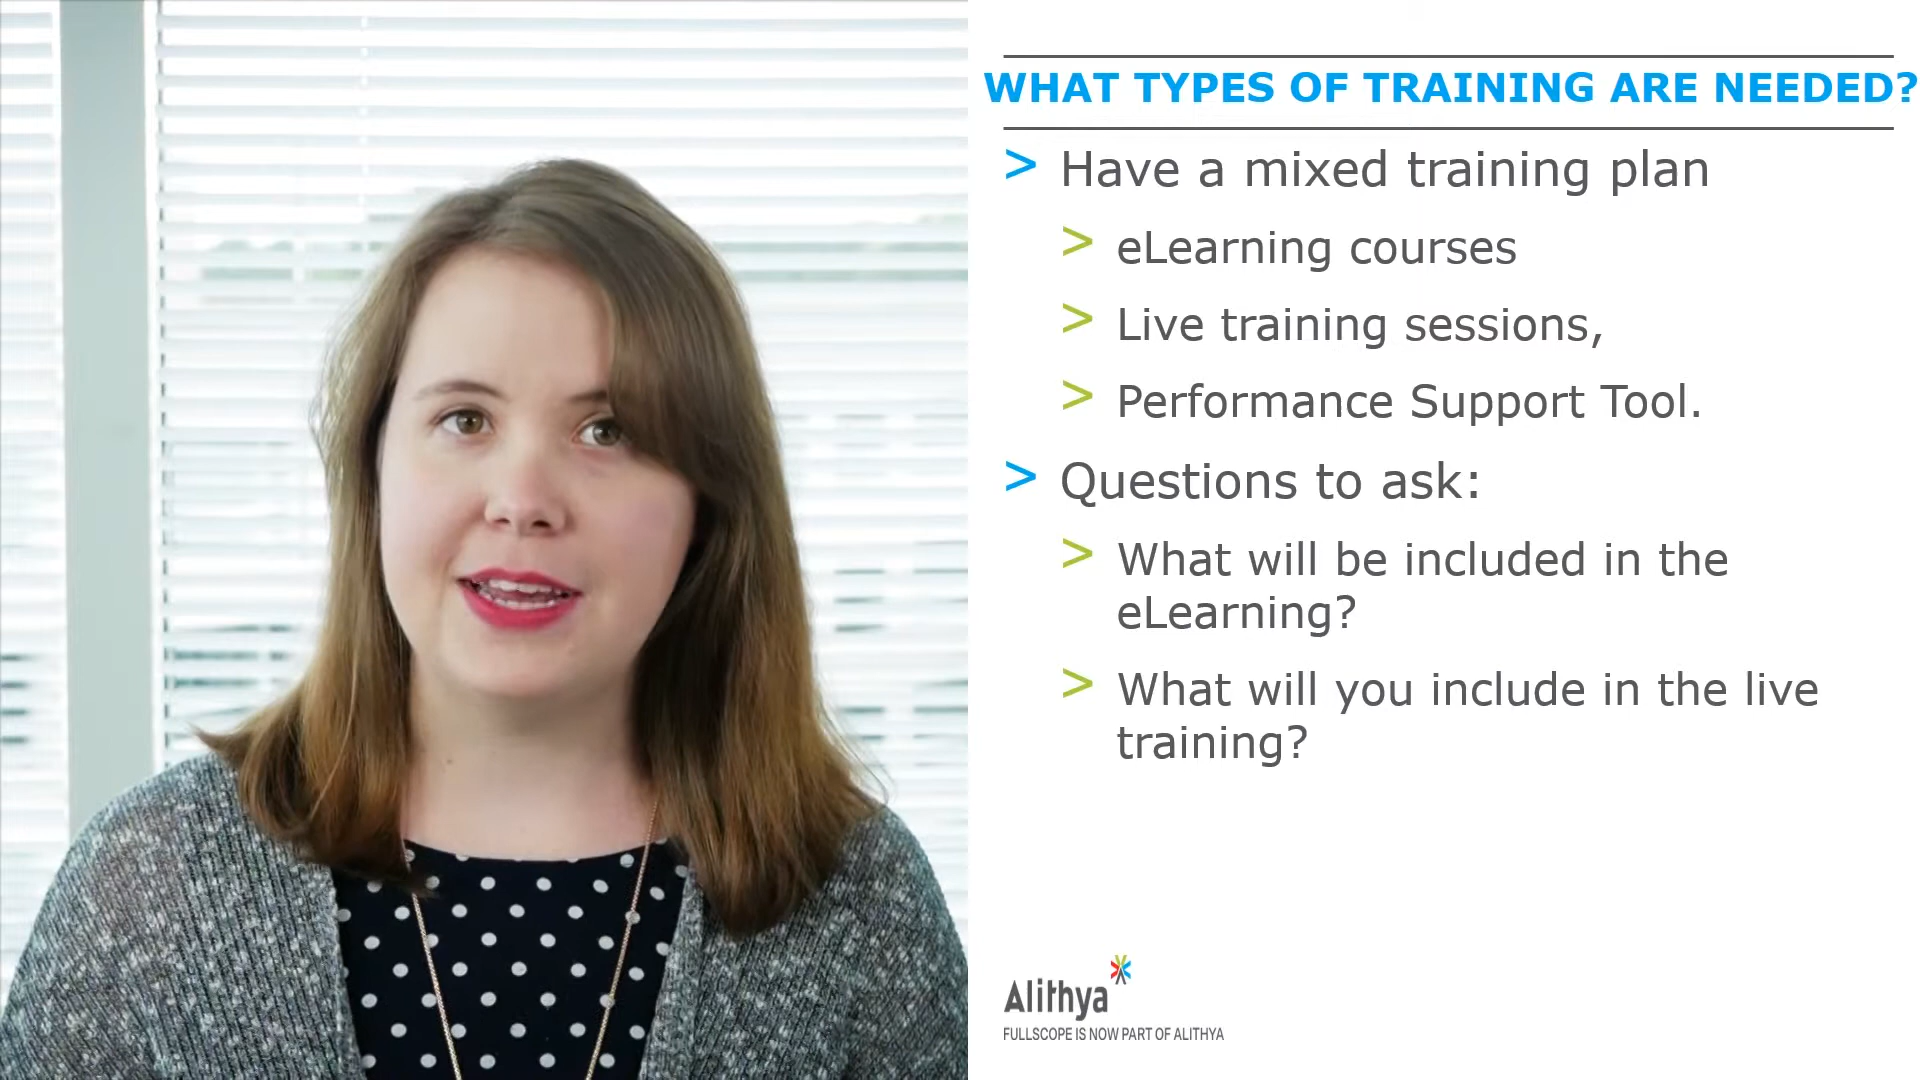 WHAT TYPES OF TRAINING ARE NEEDED?
> Have a mixed training plan
> eLearning courses
> Live training sessions,
> Performance Support Tool.
> Questions to ask:
> What will be included in the
eLearning?
> What will you include in the live
training?
Alithya
FULLSCOPE IS NOW PART OF ALITHYA